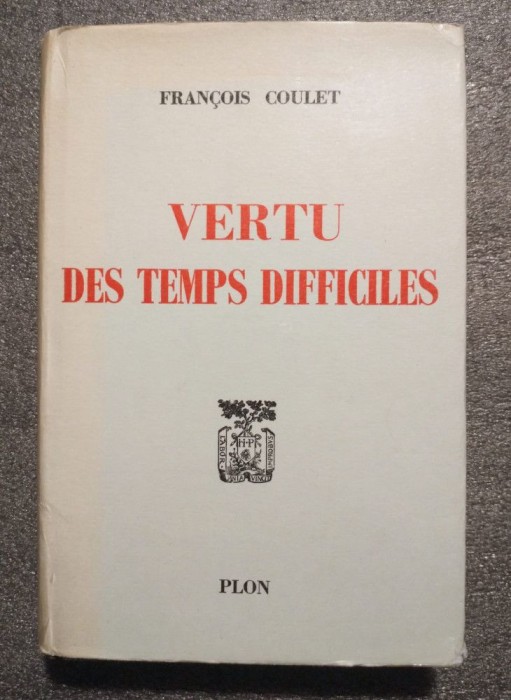 FRANÇOIS COULET
VERTU
DES TEMPS DIFFICILES
H·P
PLON